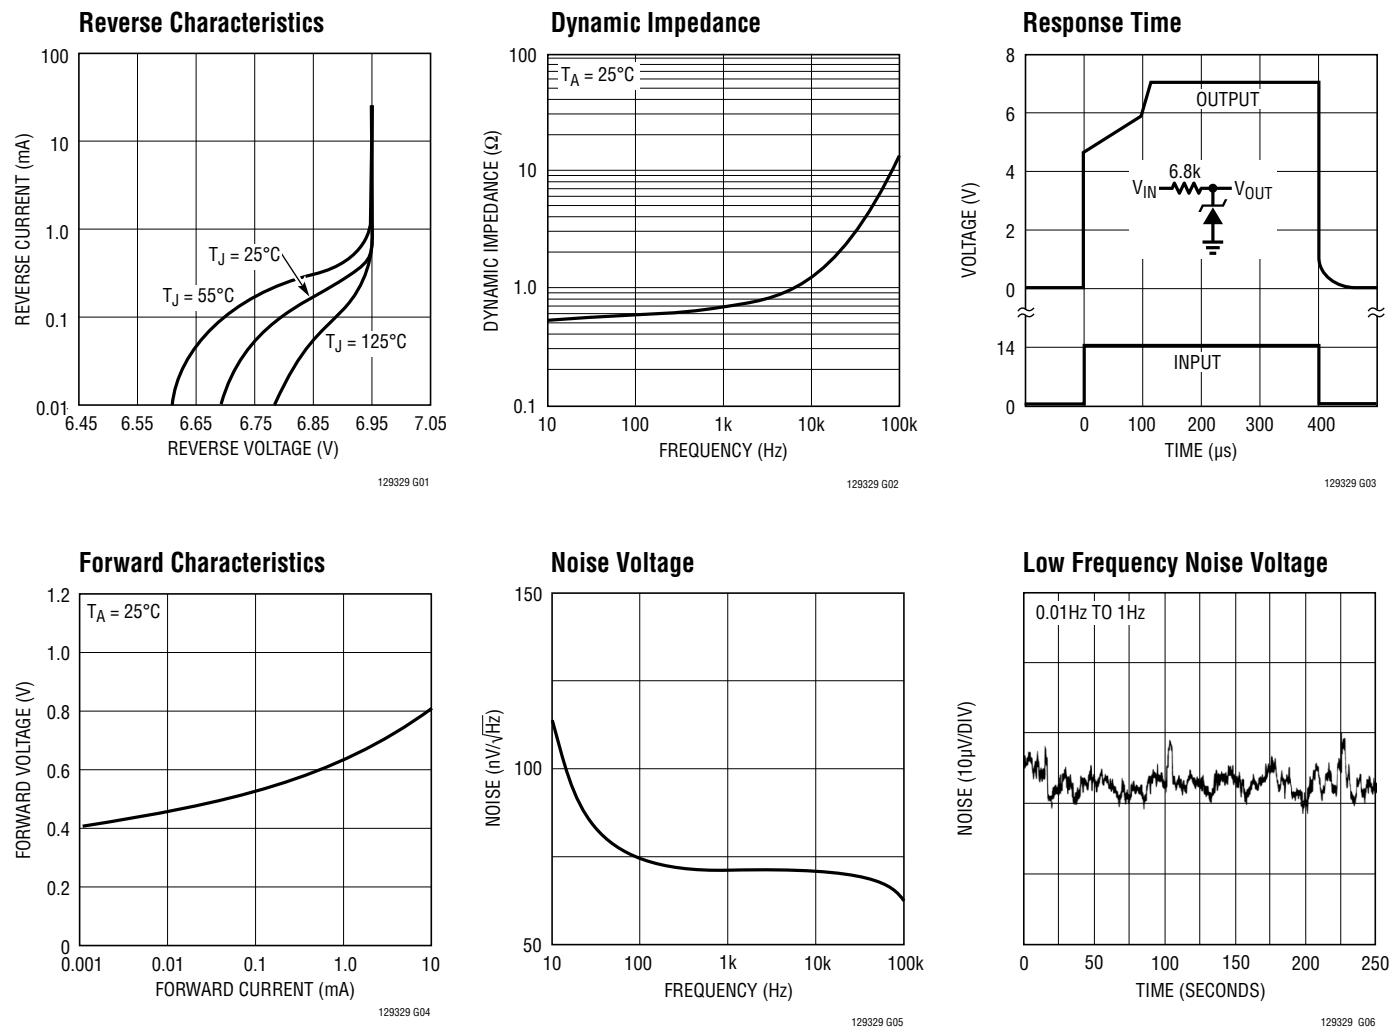 Reverse Characteristics
100
10
1.0
0.1
0.01
REVERSE CURRENT (mA)
TJ = 25°C
TJ = 55°C
TJ = 125°C
6.45 6.55 6.65 6.75 6.85 6.95 7.05
REVERSE VOLTAGE (V)
129329 G01
Dynamic Impedance
100
10
1.0
0.1
DYNAMIC IMPEDANCE (Ω)
TA = 25°C
10 100 1k 10k 100k
FREQUENCY (Hz)
129329 G02
Response Time
8
6
4
2
0
14
0
VOLTAGE (V)
OUTPUT
6.8k
VIN
VOUT
INPUT
0 100 200 300 400
TIME (µs)
129329 G03
Forward Characteristics
1.2
1.0
0.8
0.6
0.4
0.2
0
FORWARD VOLTAGE (V)
TA = 25°C
0.001 0.01 0.1 1.0 10
FORWARD CURRENT (mA)
129329 G04
Noise Voltage
150
100
50
NOISE (nV/√Hz)
10 100 1k 10k 100k
FREQUENCY (Hz)
129329 G05
Low Frequency Noise Voltage
0.01Hz TO 1Hz
NOISE (10µV/DIV)
0 50 100 150 200 250
TIME (SECONDS)
129329 G06